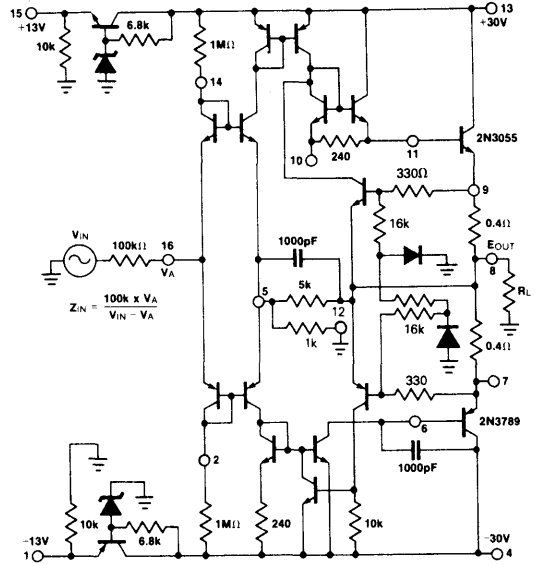 15
+13V
6.8k
10k
1MΩ
14
13
+30V
10
240
11
2N3055
330Ω
9
16k
0.4Ω
EOUT
8
RL
VIN
100kΩ
16
VA
1000pF
5
5k
12
1k
ZIN = 100k x VA
VIN – VA
16k
0.4Ω
330
7
6
2N3789
1000pF
2
10k
6.8k
1MΩ
240
10k
–13V
1
–30V
4